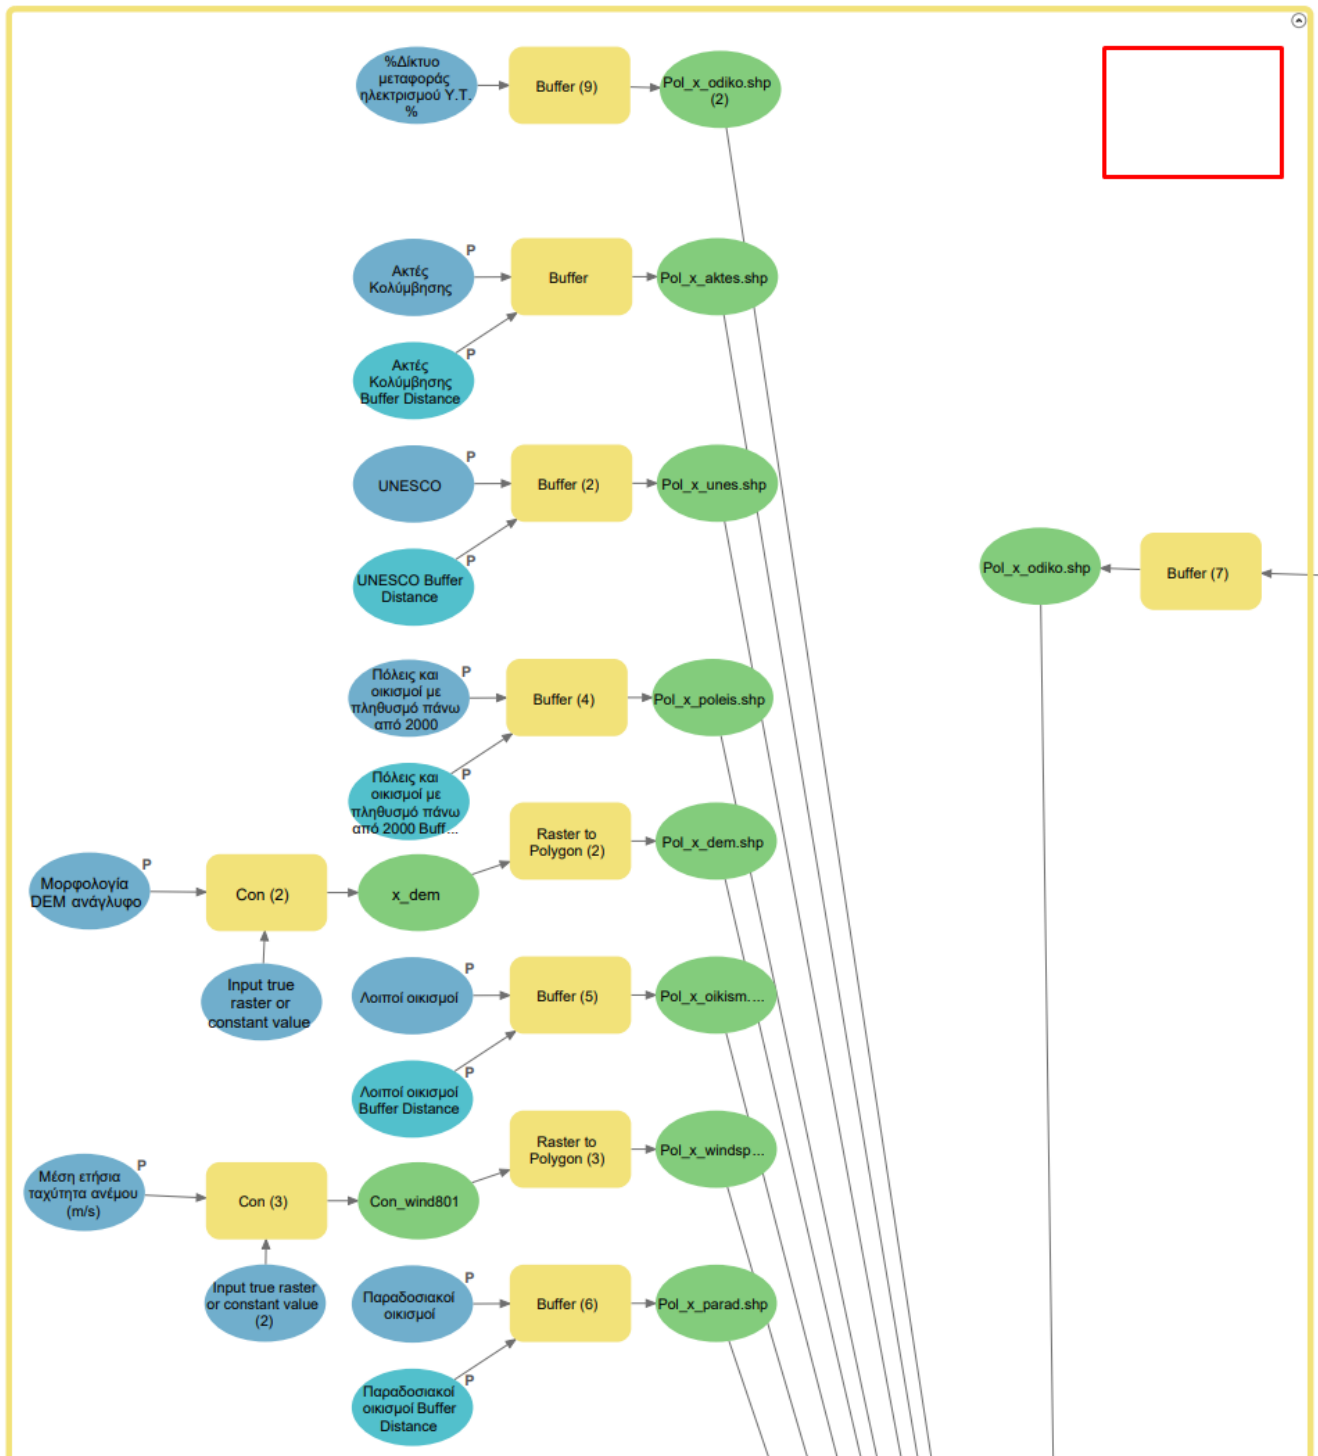 %Δίκτυο
μεταφοράς
ηλεκτρισμού Υ.Τ.
%
Buffer (9)
Pol_x_odiko.shp
(2)
P
Ακτές
Κολύμβησης
Buffer
Pol_x_aktes.shp
P
Ακτές
Κολύμβησης
Buffer Distance
P
UNESCO
Buffer (2)
Pol_x_unes.shp
P
UNESCO Buffer
Distance
Pol_x_odiko.shp
Buffer (7)
P
Πόλεις και
οικισμοί με
πληθυσμό πάνω
από 2000
Buffer (4)
Pol_x_poleis.shp
P
Πόλεις και
οικισμοί με
πληθυσμό πάνω
από 2000 Buff...
Raster to
Polygon (2)
Pol_x_dem.shp
P
Μορφολογία
DEM ανάγλυφο
Con (2)
x_dem
Input true
raster or
constant value
P
Λοιποί οικισμοί
Buffer (5)
Pol_x_oikism....
P
Λοιποί οικισμοί
Buffer Distance
Raster to
Polygon (3)
Pol_x_windsp...
P
Μέση ετήσια
ταχύτητα ανέμου
(m/s)
Con (3)
Con_wind801
Input true raster
or constant value
(2)
P
Παραδοσιακοί
οικισμοί
Buffer (6)
Pol_x_parad.shp
P
Παραδοσιακοί
οικισμοί Buffer
Distance